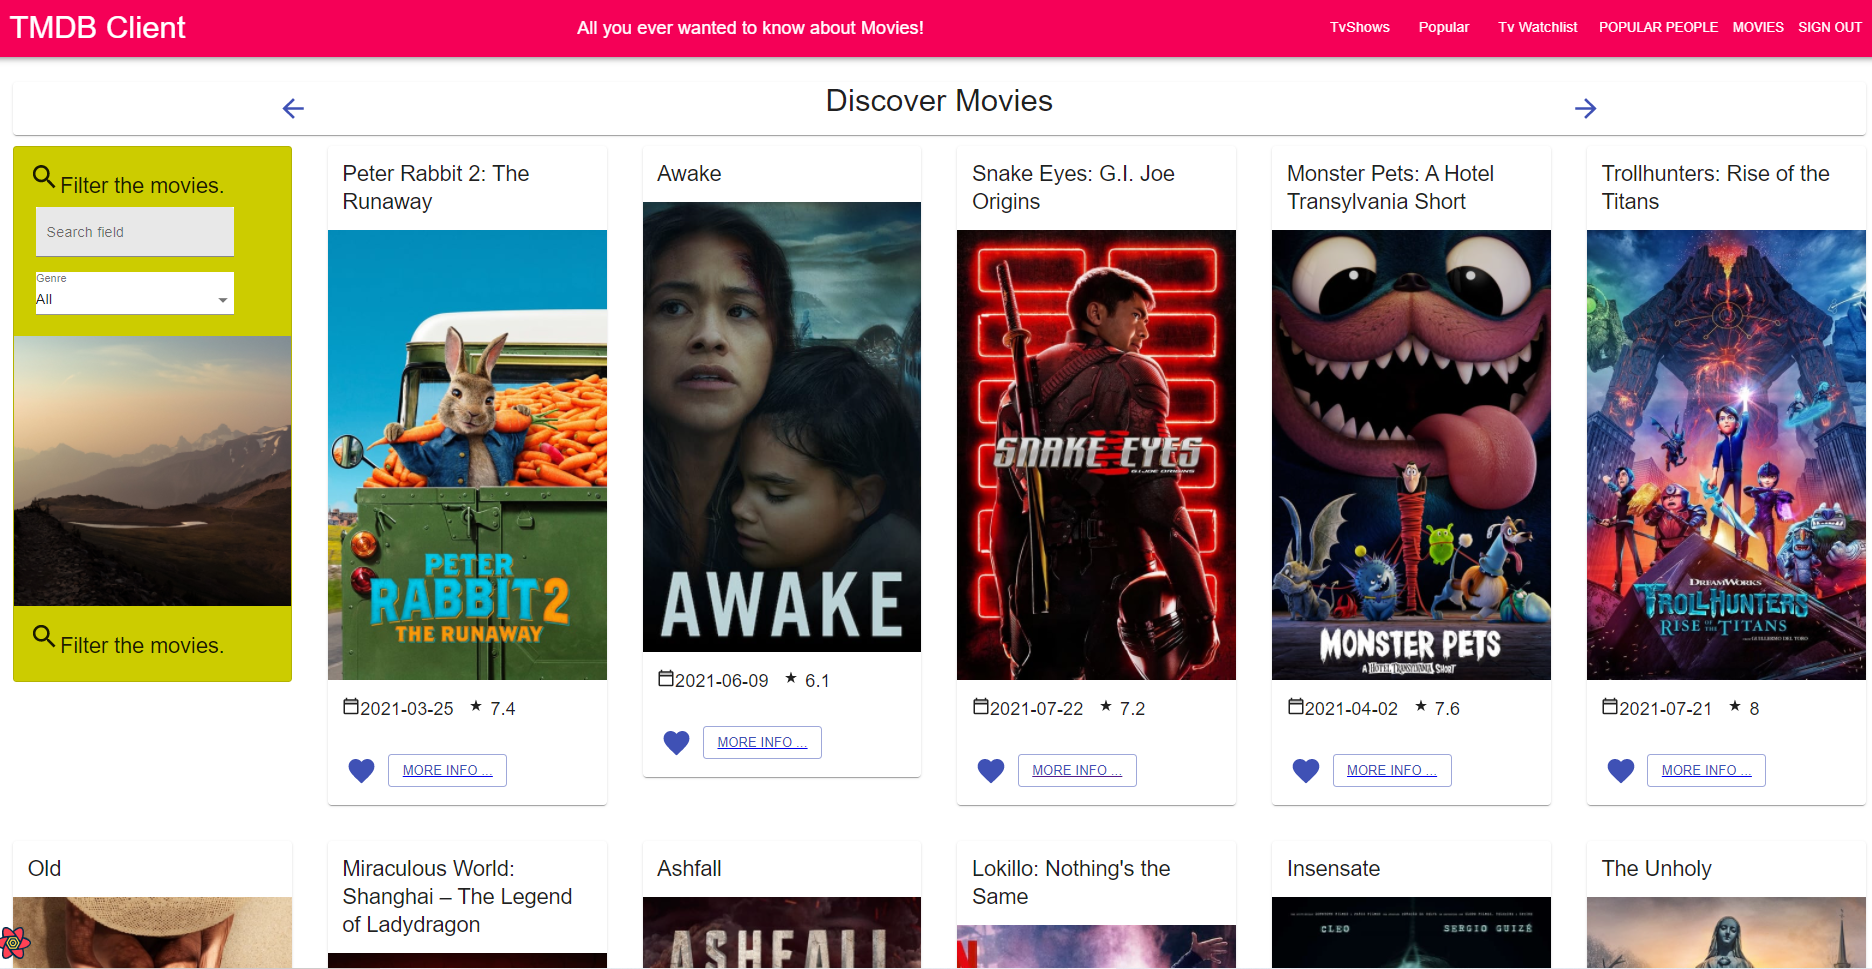 TMDB Client
All you ever wanted to know about Movies!
TvShows
Popular
Tv Watchlist
POPULAR PEOPLE
MOVIES
SIGN OUT
Discover Movies
Filter the movies.
Search field
Genre
All
Filter the movies.
Peter Rabbit 2: The
Runaway
PETER
RABBIT 2
THE RUNAWAY
2021-03-25 ★ 7.4
MORE INFO ...
Awake
AWAKE
2021-06-09 ★ 6.1
MORE INFO ...
Snake Eyes: G.I. Joe
Origins
SNAKE EYES
G.I. JOE ORIGINS
2021-07-22 ★ 7.2
MORE INFO ...
Monster Pets: A Hotel
Transylvania Short
MONSTER PETS
A HOTEL TRANSYLVANIA SHORT
2021-04-02 ★ 7.6
MORE INFO ...
Trollhunters: Rise of the
Titans
DREAMWORKS
TROLLHUNTERS
RISE OF THE TITANS
2021-07-21 ★ 8
MORE INFO ...
Old
Miraculous World:
Shanghai – The Legend
of Ladydragon
Ashfall
ASHFALL
Lokillo: Nothing's the
Same
N
Insensate
CLEO
SERGIO GUIZÉ
The Unholy